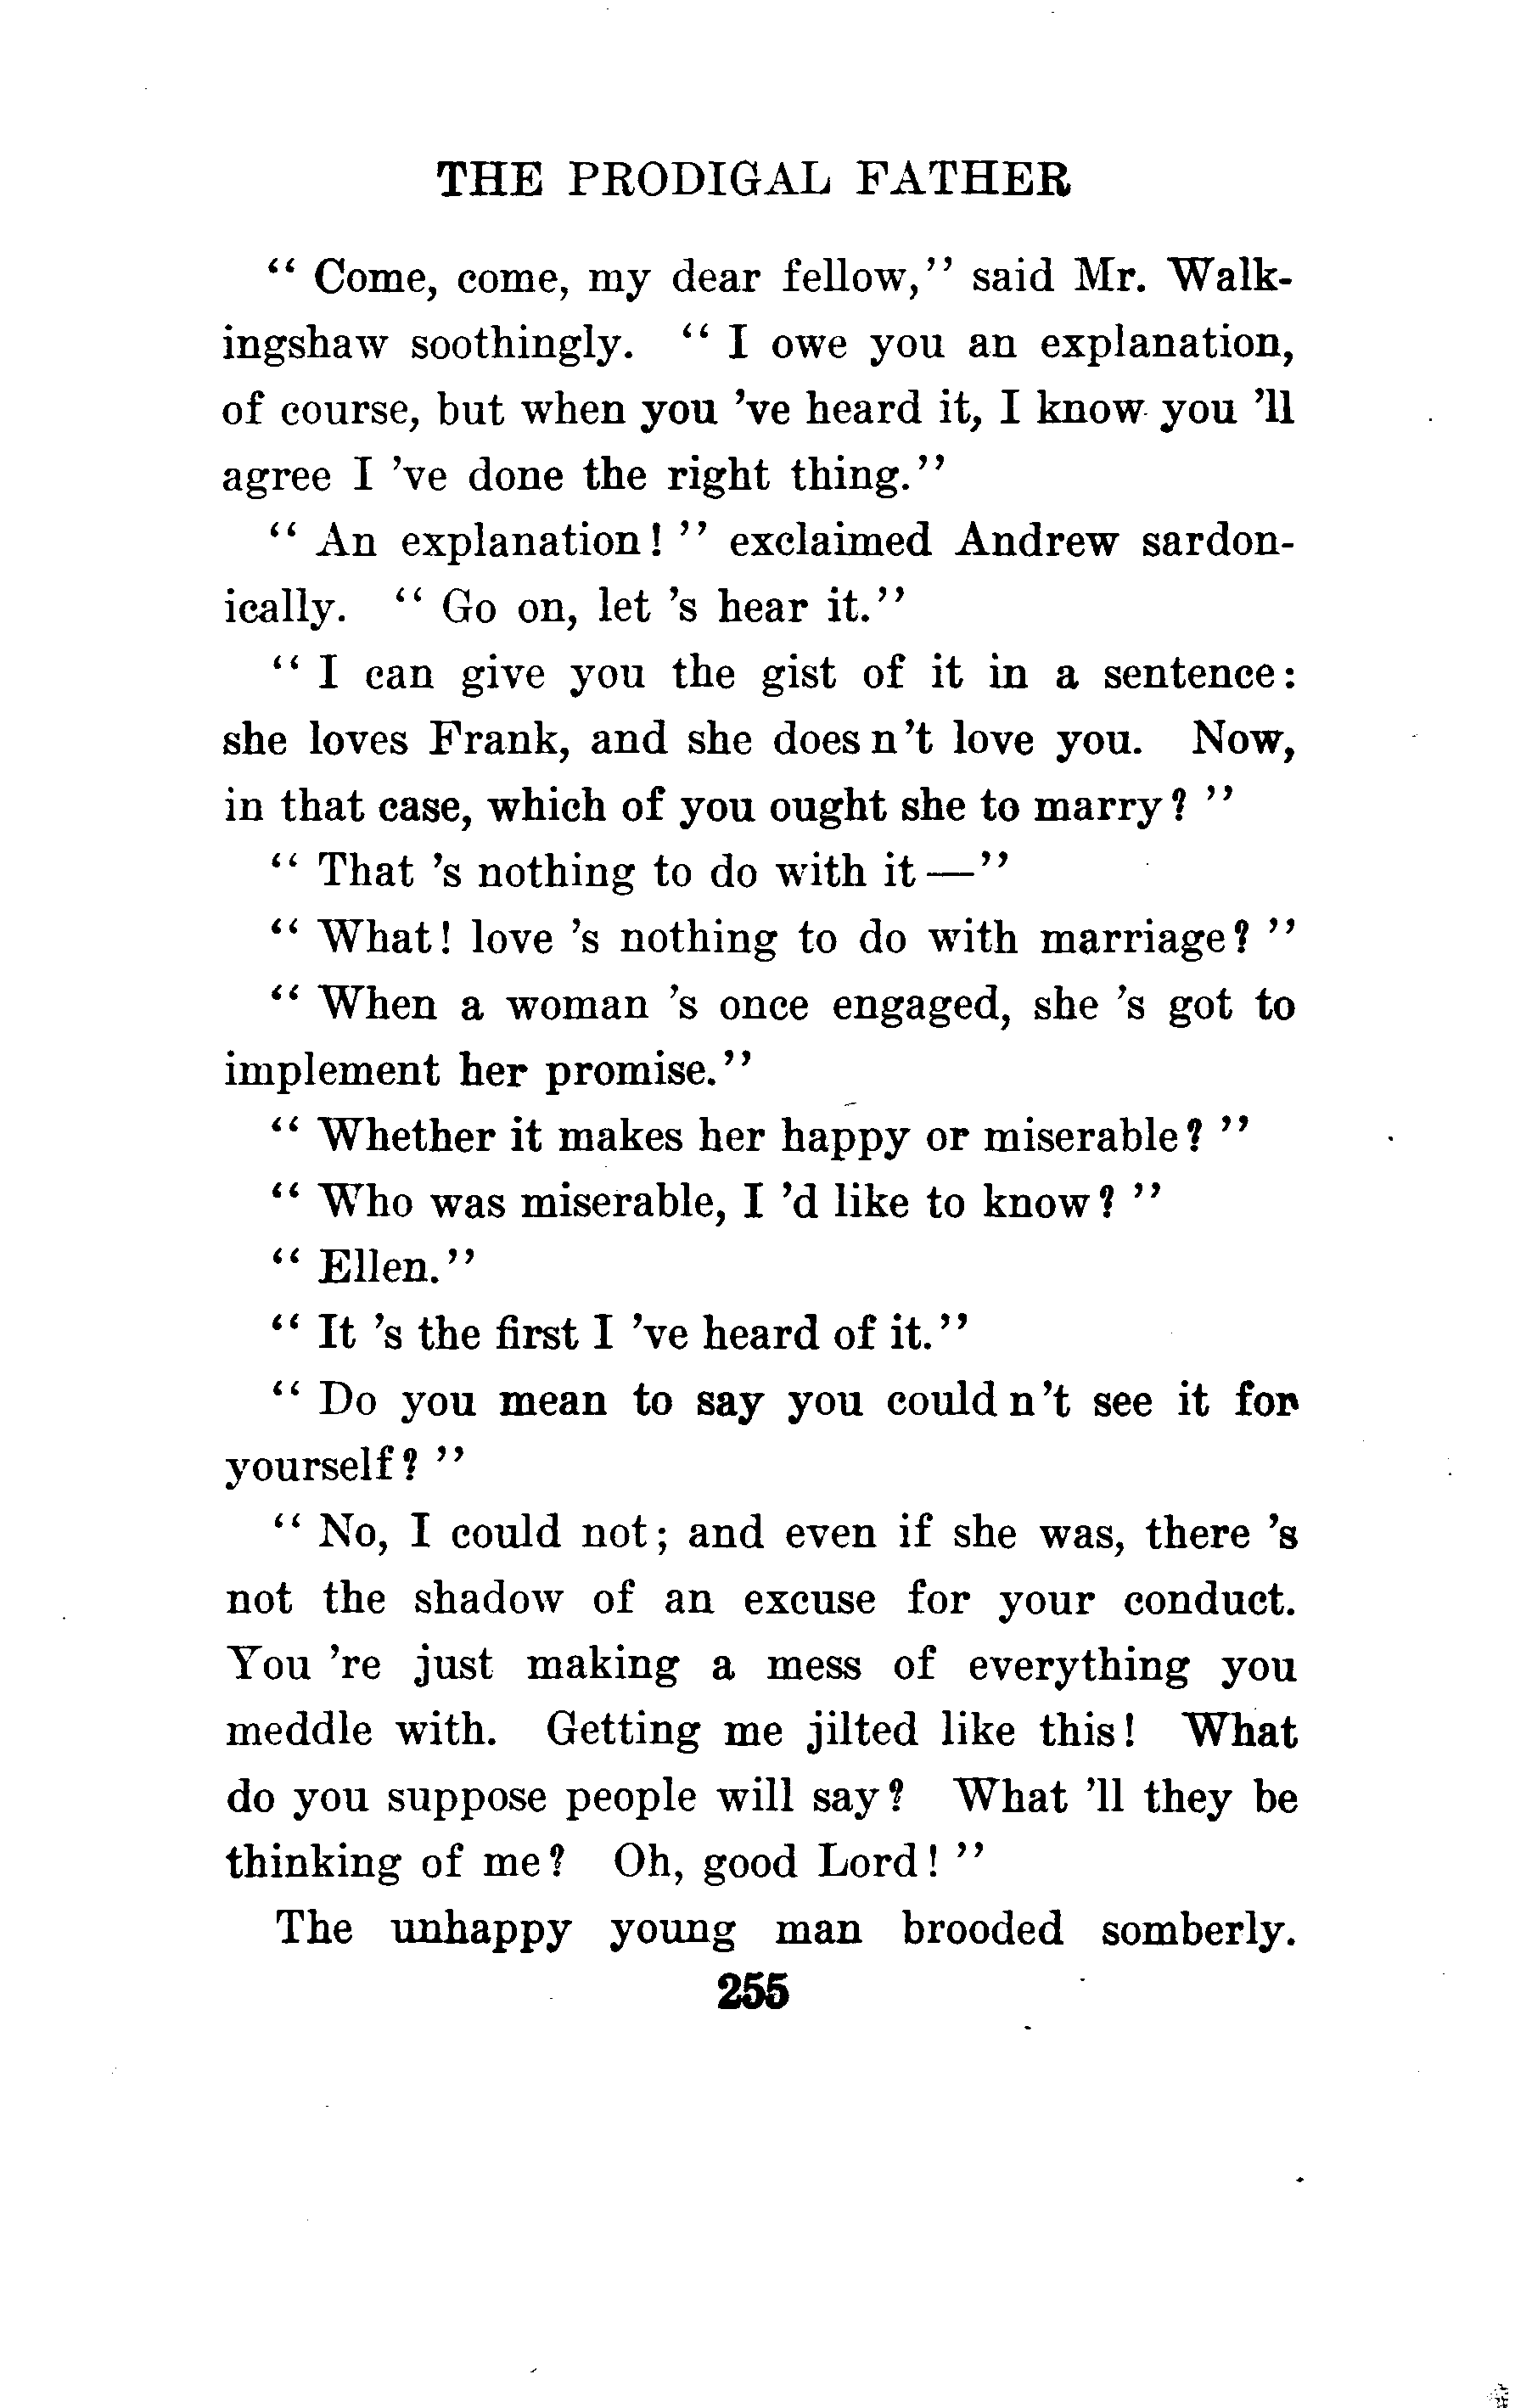 THE PRODIGAL FATHER
“ Come, come, my dear fellow,” said Mr. Walk-
ingshaw soothingly. “ I owe you an explanation,
of course, but when you ’ve heard it, I know you ’ll
agree I ’ve done the right thing.”
“ An explanation! ” exclaimed Andrew sardon-
ically. “ Go on, let ’s hear it.”
“ I can give you the gist of it in a sentence:
she loves Frank, and she does n’t love you. Now,
in that case, which of you ought she to marry? ”
“ That ’s nothing to do with it —”
“ What! love ’s nothing to do with marriage? ”
“ When a woman ’s once engaged, she ’s got to
implement her promise.”
“ Whether it makes her happy or miserable? ”
“ Who was miserable, I ’d like to know? ”
“ Ellen.”
“ It ’s the first I ’ve heard of it.”
“ Do you mean to say you could n’t see it for
yourself? ”
“ No, I could not; and even if she was, there ’s
not the shadow of an excuse for your conduct.
You ’re just making a mess of everything you
meddle with. Getting me jilted like this! What
do you suppose people will say? What ’ll they be
thinking of me? Oh, good Lord! ”
The unhappy young man brooded somberly.
255